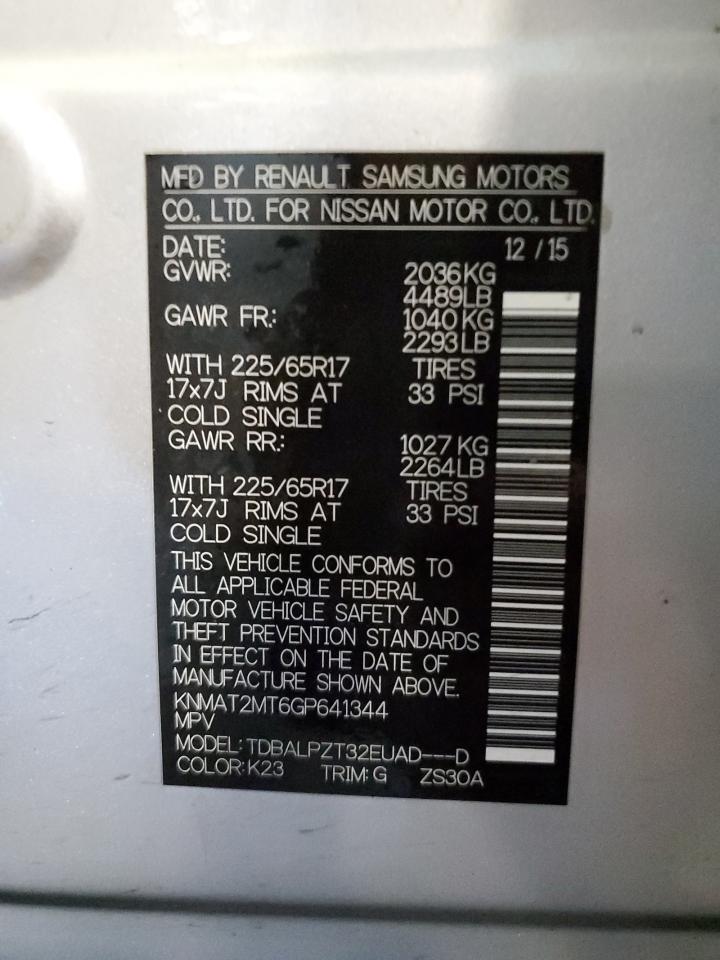 MFD BY RENAULT SAMSUNG MOTORS
CO., LTD. FOR NISSAN MOTOR CO., LTD.
DATE: 12 / 15
GVWR: 2036 KG
4489 LB
GAWR FR.: 1040 KG
2293 LB
WITH 225/65R17 TIRES
17x7J RIMS AT 33 PSI
COLD SINGLE
GAWR RR.: 1027 KG
2264 LB
WITH 225/65R17 TIRES
17x7J RIMS AT 33 PSI
COLD SINGLE
THIS VEHICLE CONFORMS TO
ALL APPLICABLE FEDERAL
MOTOR VEHICLE SAFETY AND
THEFT PREVENTION STANDARDS
IN EFFECT ON THE DATE OF
MANUFACTURE SHOWN ABOVE.
KNMAT2MT6GP641344
MPV
MODEL: TDBALPZT32EUAD---D
COLOR: K23 TRIM: G ZS30A